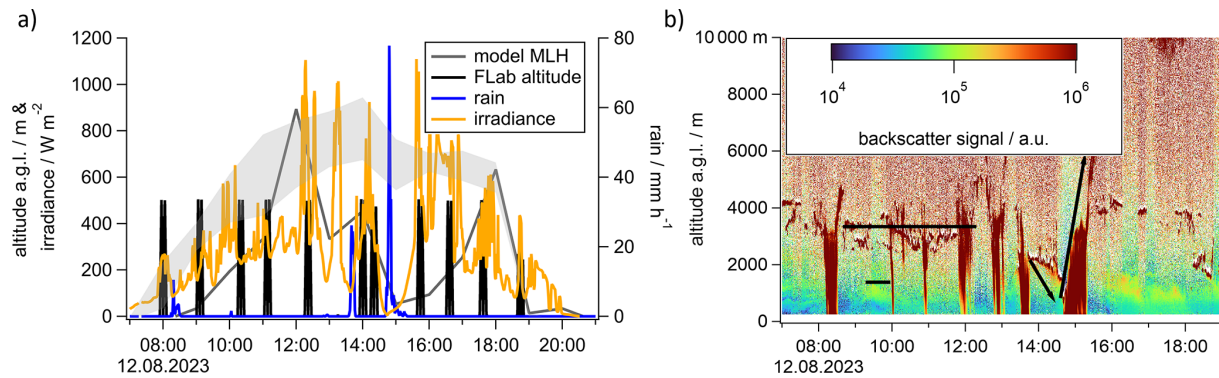 a)
1200
1000
800
600
400
200
0
altitude a.g.l. / m &
irradiance / W m-2
model MLH
FLab altitude
rain
irradiance
80
60
40
20
0
rain / mm h-1
08:00 10:00 12:00 14:00 16:00 18:00 20:00
12.08.2023
b)
10 000 m
8000
6000
4000
2000
0
altitude a.g.l. / m
10^4 10^5 10^6
backscatter signal / a.u.
08:00 10:00 12:00 14:00 16:00 18:00
12.08.2023